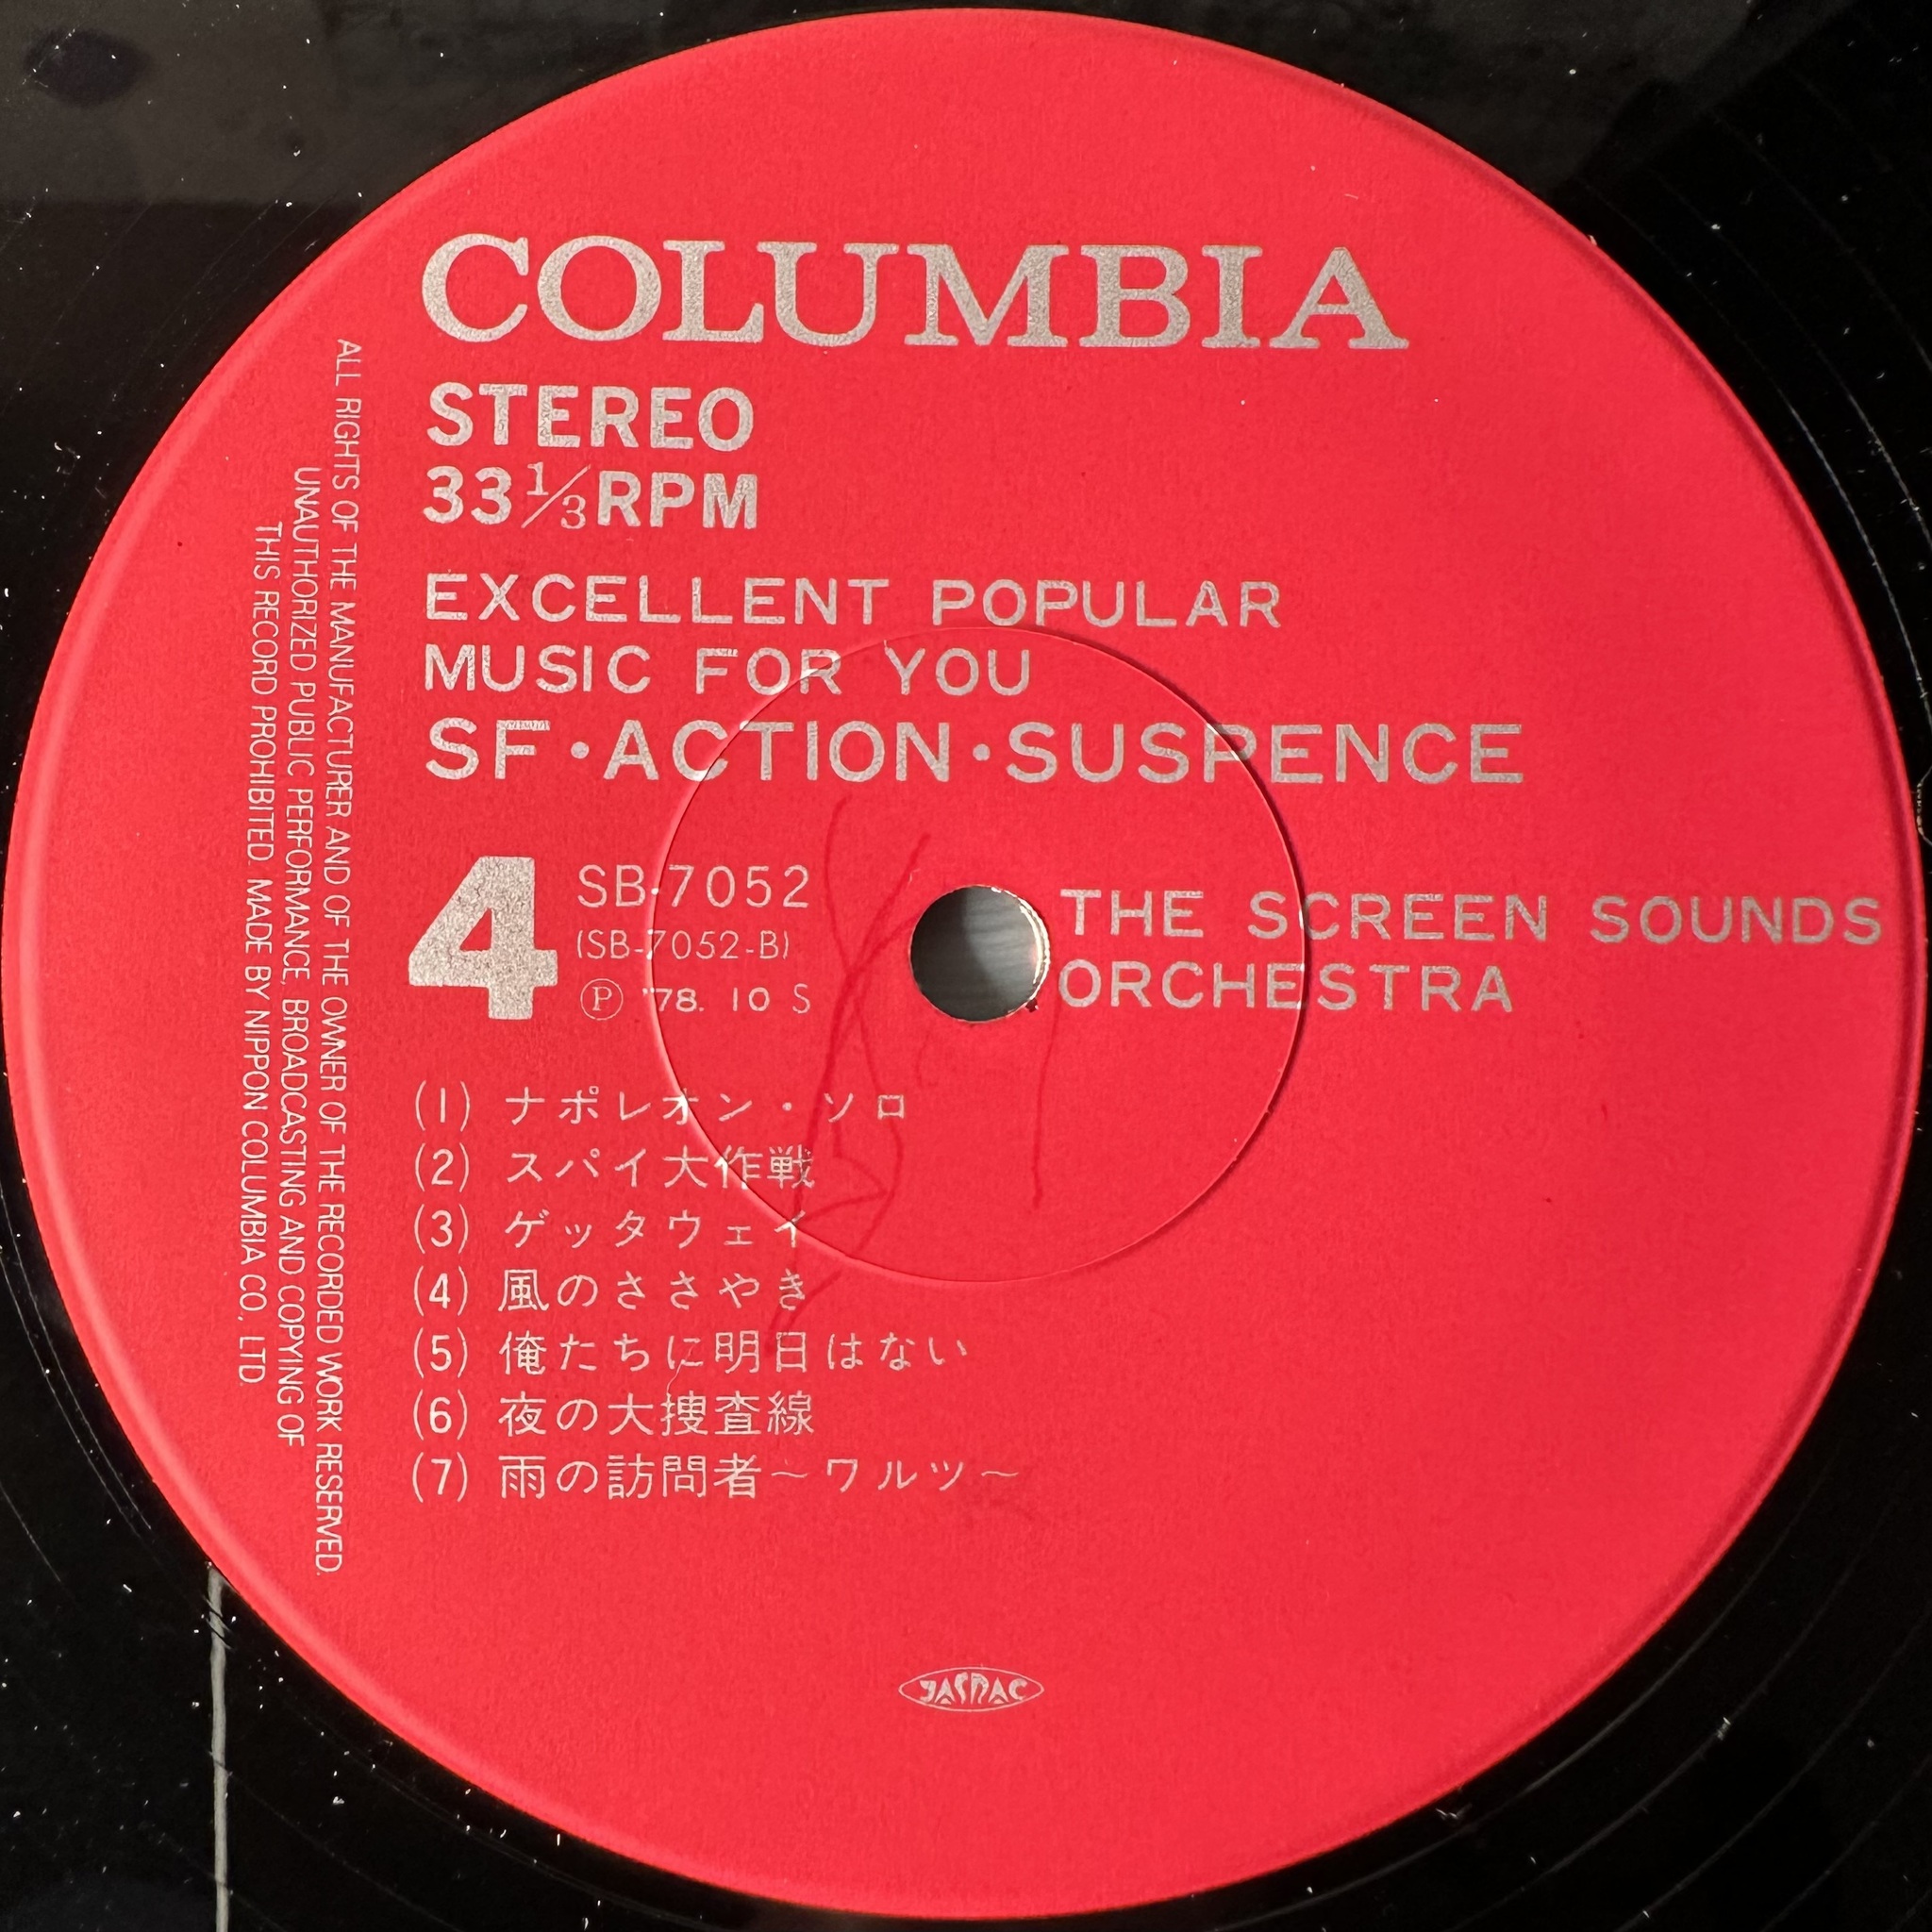 COLUMBIA
STEREO
33 1/3 RPM
EXCELLENT POPULAR
MUSIC FOR YOU
SF・ACTION・SUSPENCE
4
SB-7052
(SB-7052-B)
Ⓟ '78. 10 S
THE SCREEN SOUNDS
ORCHESTRA
(1) ナポレオン・ソロ
(2) スパイ大作戦
(3) ゲッタウェイ
(4) 風のささやき
(5) 俺たちに明日はない
(6) 夜の大捜査線
(7) 雨の訪問者〜ワルツ〜
ALL RIGHTS OF THE MANUFACTURER AND OF THE OWNER OF THE RECORDED WORK RESERVED.
UNAUTHORIZED PUBLIC PERFORMANCE, BROADCASTING AND COPYING OF
THIS RECORD PROHIBITED. MADE BY NIPPON COLUMBIA CO., LTD.
JASRAC